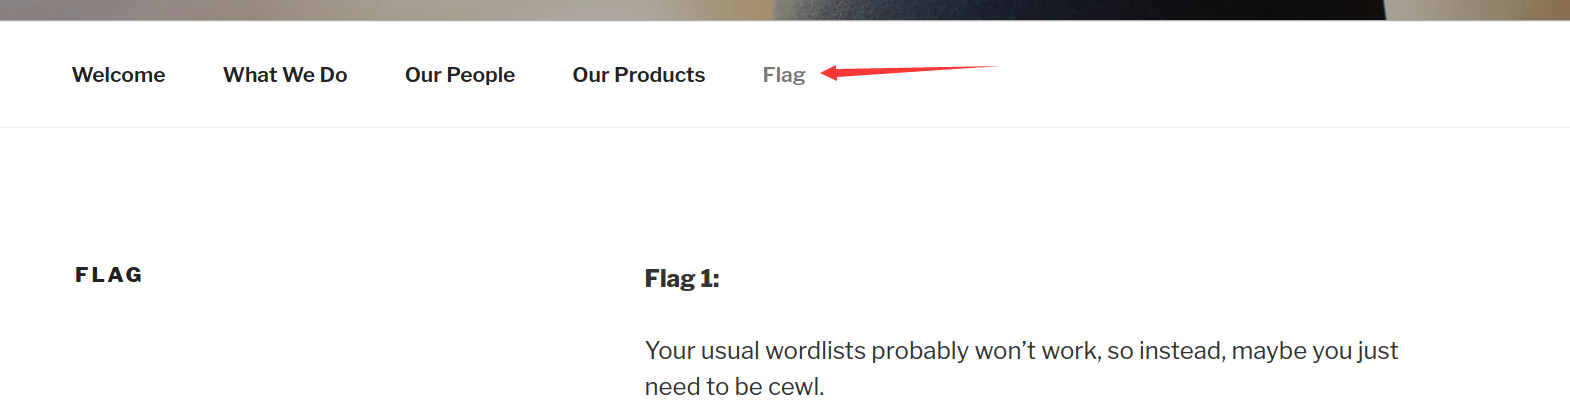 Welcome What We Do Our People Our Products Flag
FLAG
Flag 1:
Your usual wordlists probably won’t work, so instead, maybe you just
need to be cewl.